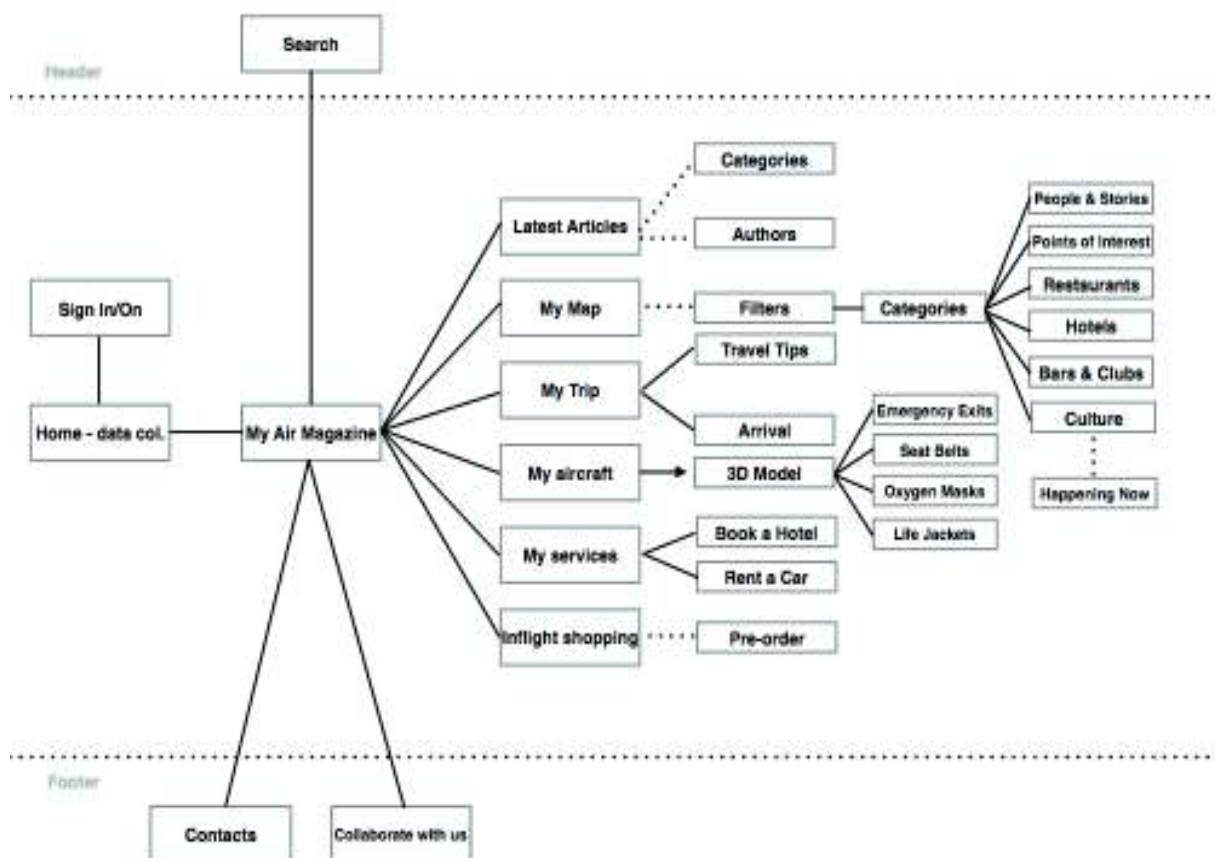 Search
Header
Categories
People & Stories
Latest Articles
Authors
Points of Interest
Sign In/On
My Map
Filters
Categories
Restaurants
Hotels
Travel Tips
My Trip
Bars & Clubs
Home - data col.
My Air Magazine
Arrival
Emergency Exits
Culture
My aircraft
3D Model
Seat Belts
Oxygen Masks
Happening Now
Book a Hotel
Life Jackets
My services
Rent a Car
Inflight shopping
Pre-order
Footer
Contacts
Collaborate with us